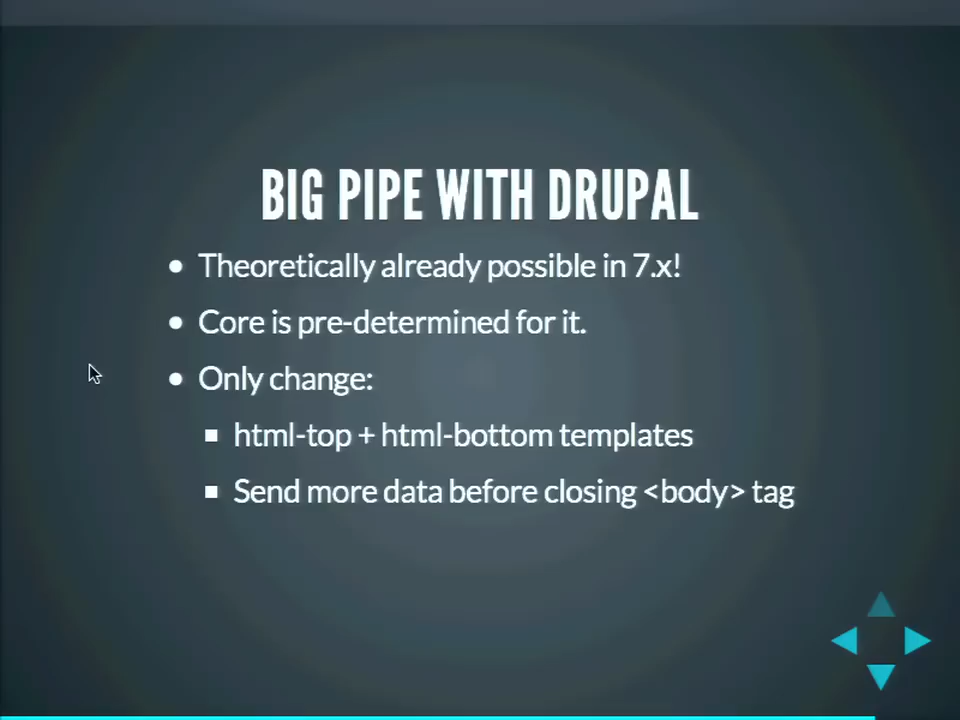 BIG PIPE WITH DRUPAL
• Theoretically already possible in 7.x!
• Core is pre-determined for it.
• Only change:
▪ html-top + html-bottom templates
▪ Send more data before closing <body> tag